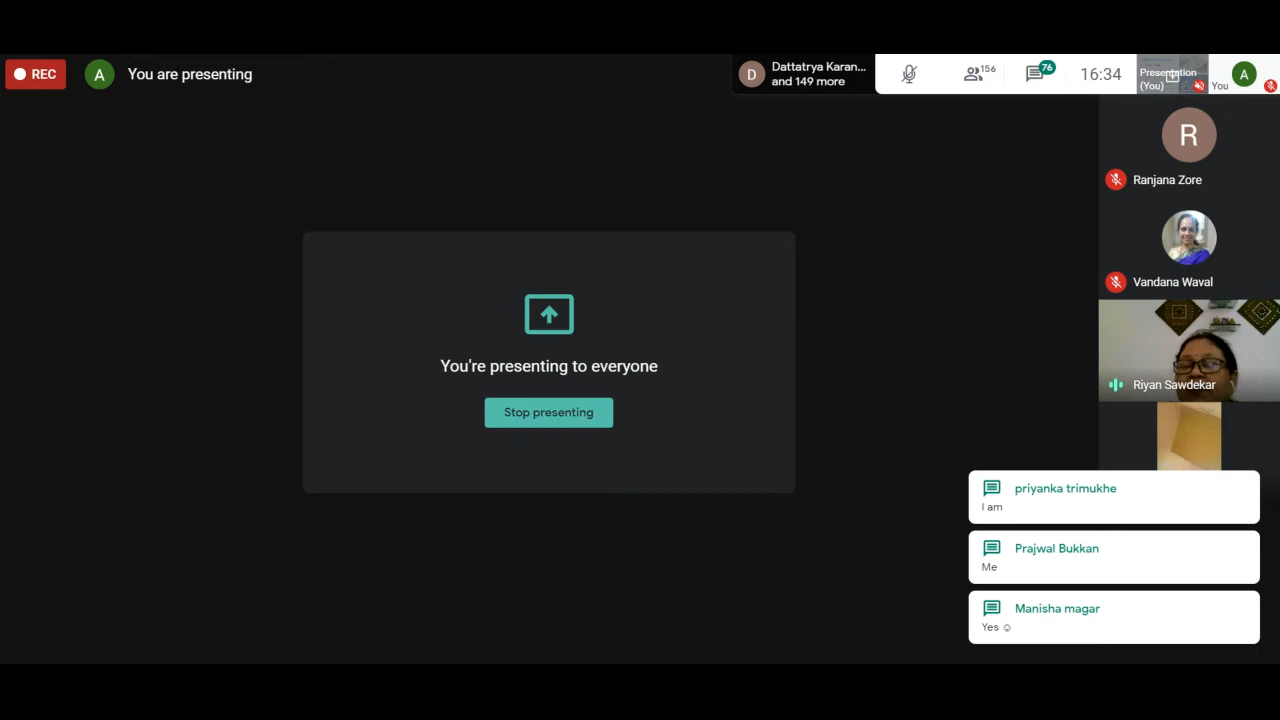 REC
A
You are presenting
D
Dattatrya Karan...
and 149 more
156
76
16:34
Presentation
(You)
You
A
R
Ranjana Zore
Vandana Waval
Riyan Sawdekar
You're presenting to everyone
Stop presenting
priyanka trimukhe
I am
Prajwal Bukkan
Me
Manisha magar
Yes ☺